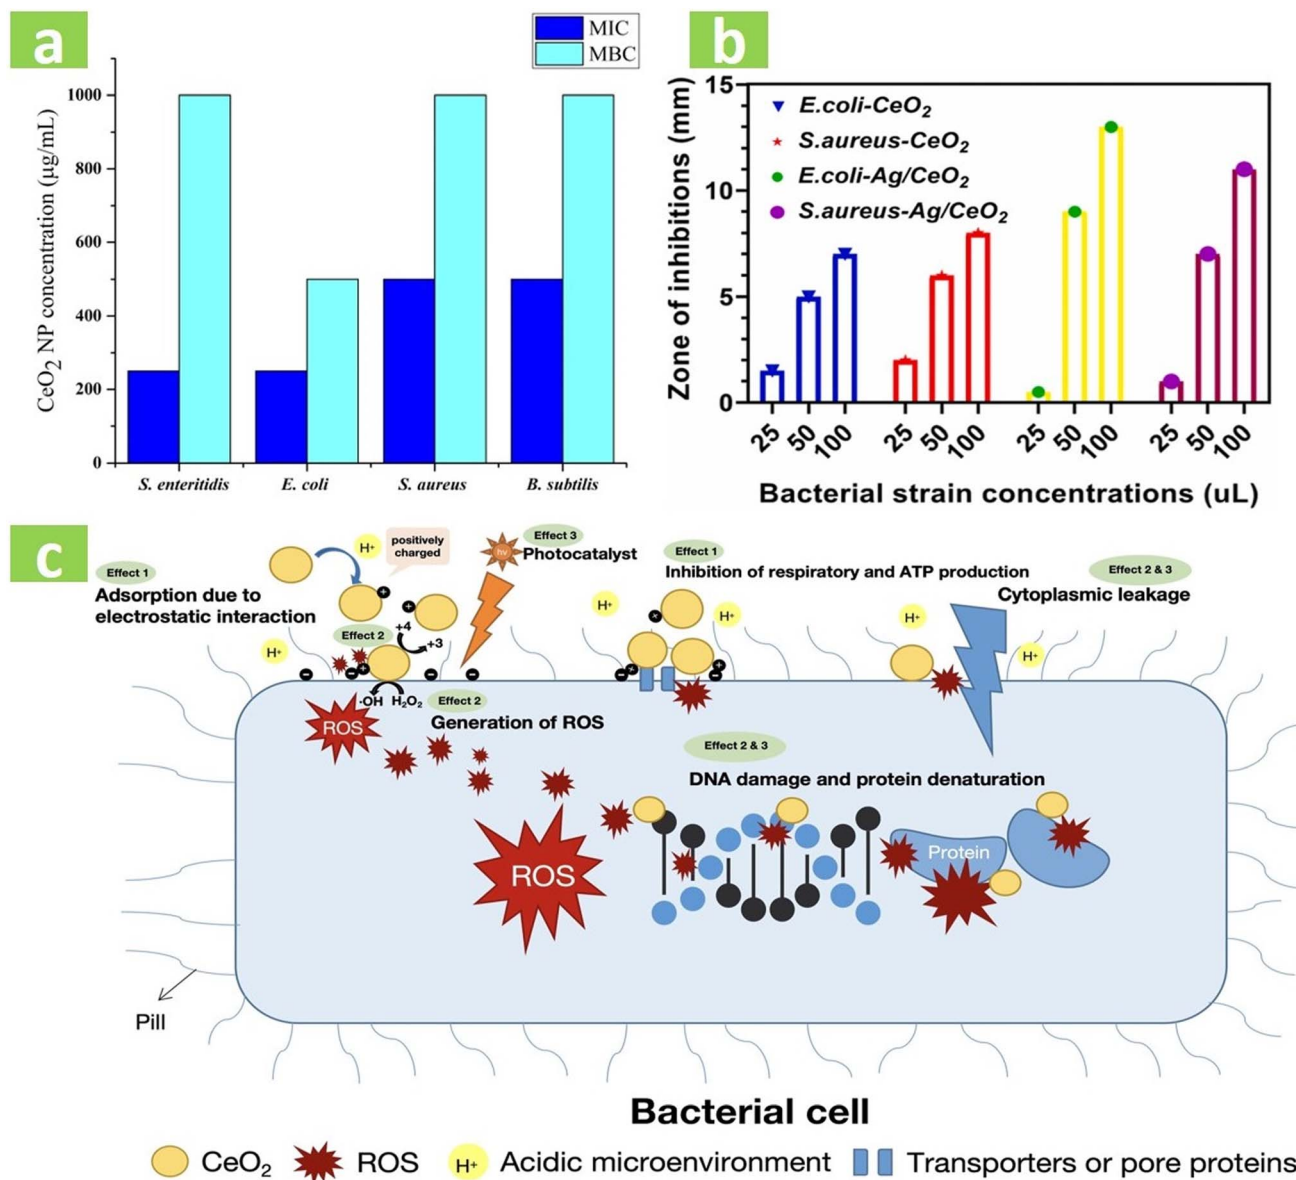 a
MIC
MBC
CeO₂ NP concentration (µg/mL)
1000
800
600
400
200
0
S. enteritidis
E. coli
S. aureus
B. subtilis
b
Zone of inhibitions (mm)
15
10
5
0
E.coli-CeO₂
S.aureus-CeO₂
E.coli-Ag/CeO₂
S.aureus-Ag/CeO₂
25 50 100 25 50 100 25 50 100 25 50 100
Bacterial strain concentrations (uL)
c
Effect 1
Adsorption due to
electrostatic interaction
H⁺
positively
charged
+
+
hv
Effect 3
Photocatalyst
Effect 2
+4
+3
H⁺
+
-
-
-
-
·OH
H₂O₂
ROS
Effect 2
Generation of ROS
Effect 1
Inhibition of respiratory and ATP production
H⁺
H⁺
+
+
+
-
-
Effect 2 & 3
Cytoplasmic leakage
H⁺
H⁺
Effect 2 & 3
DNA damage and protein denaturation
ROS
Protein
Pill
Bacterial cell
CeO₂
ROS
H⁺
Acidic microenvironment
Transporters or pore proteins